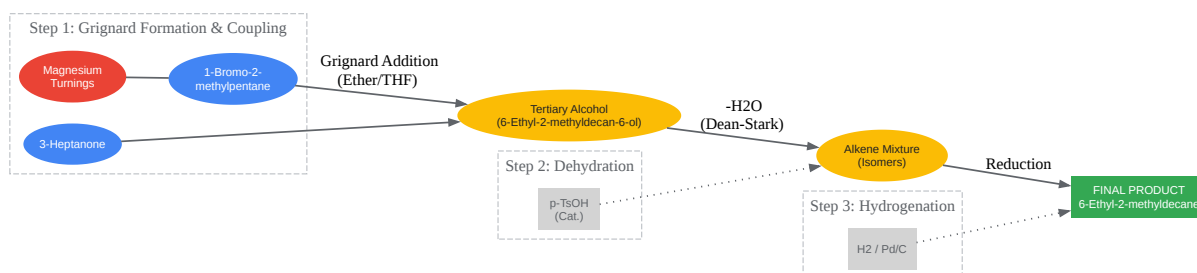 Step 1: Grignard Formation & Coupling
Magnesium
Turnings
1-Bromo-2-
methylpentane
3-Heptanone
Grignard Addition
(Ether/THF)
Tertiary Alcohol
(6-Ethyl-2-methyldecan-6-ol)
-H2O
(Dean-Stark)
Step 2: Dehydration
p-TsOH
(Cat.)
Alkene Mixture
(Isomers)
Reduction
Step 3: Hydrogenation
H2 / Pd/C
FINAL PRODUCT
6-Ethyl-2-methyldecane